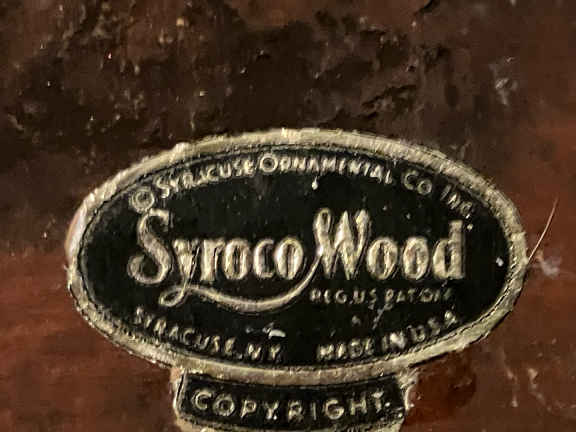 © SYRACUSE ORNAMENTAL CO. INC.
Syroco Wood
REG. U.S. PAT. OFF.
SYRACUSE, N.Y. MADE IN U.S.A.
COPYRIGHT.